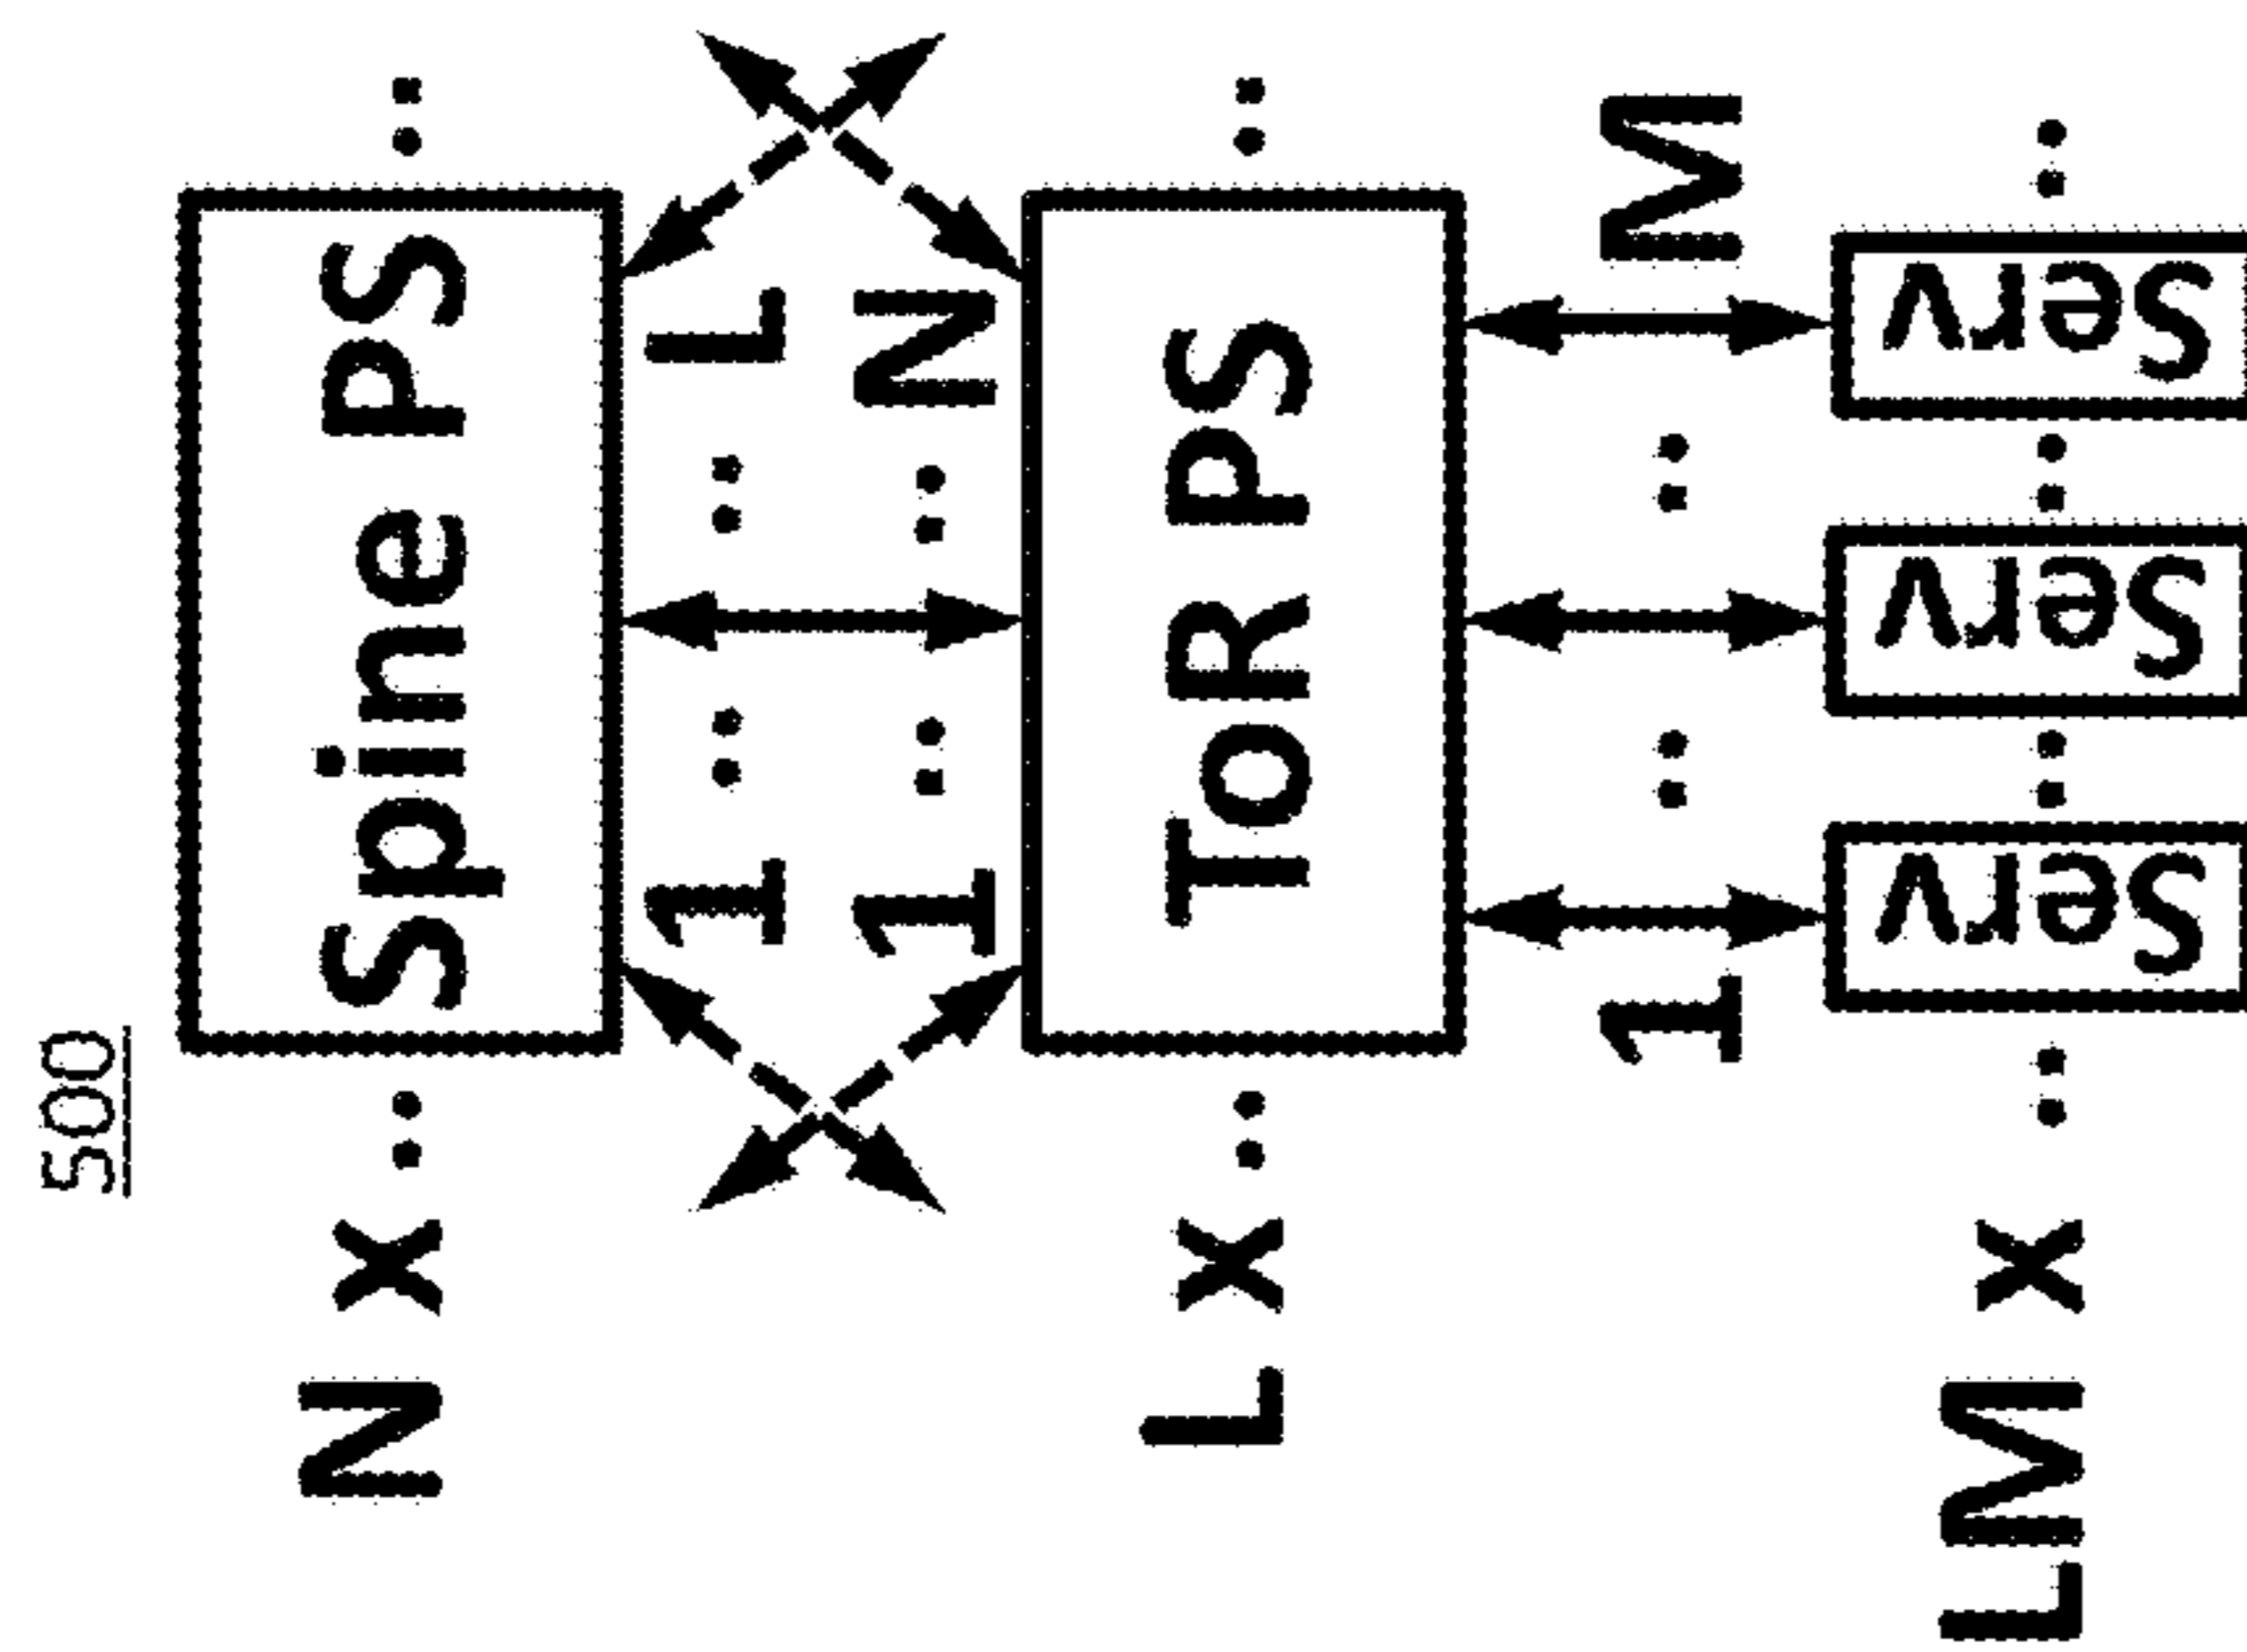 500
N x
Spine PS
1 L
1 N
L x
ToR PS
1 M
LM x
Serv Serv Serv